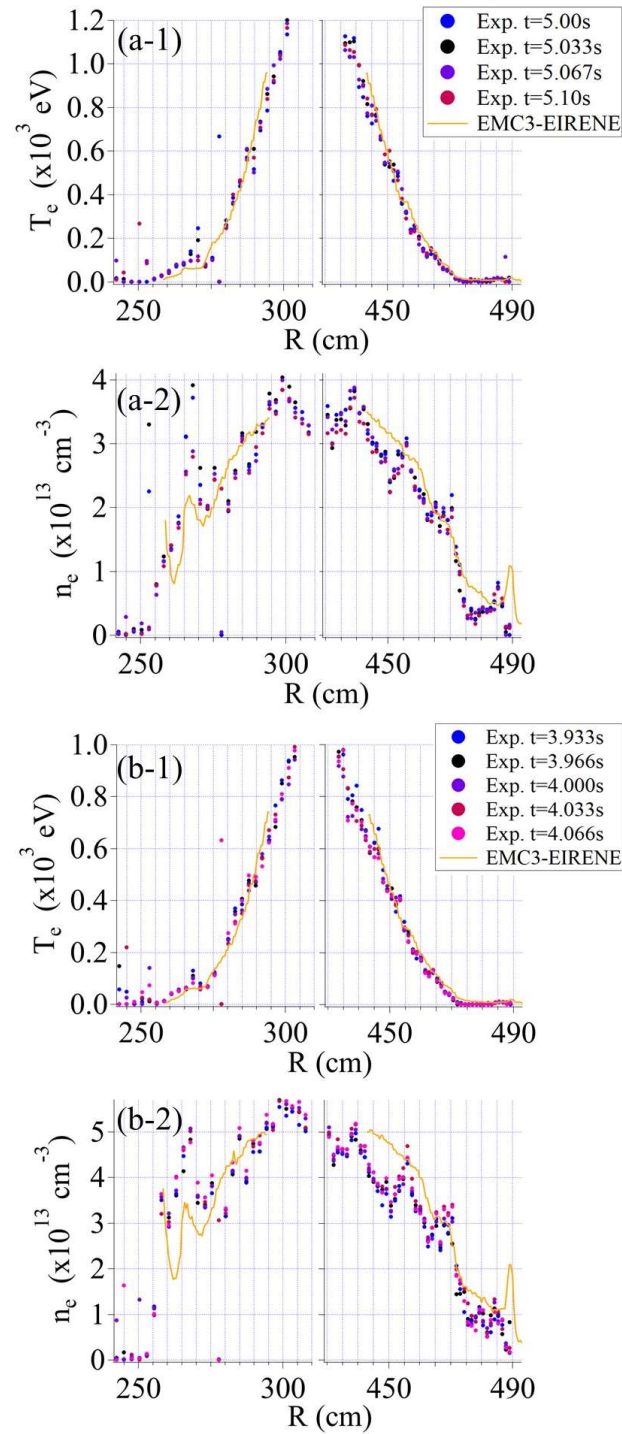 (a-1)
Exp. t=5.00s
Exp. t=5.033s
Exp. t=5.067s
Exp. t=5.10s
EMC3-EIRENE
T_e (x10^3 eV)
1.2
1.0
0.8
0.6
0.4
0.2
0.0
250 300 450 490
R (cm)
R (cm)
(a-2)
n_e (x10^13 cm^-3)
4
3
2
1
0
250 300 450 490
R (cm)
R (cm)
(b-1)
Exp. t=3.933s
Exp. t=3.966s
Exp. t=4.000s
Exp. t=4.033s
Exp. t=4.066s
EMC3-EIRENE
T_e (x10^3 eV)
1.0
0.8
0.6
0.4
0.2
0.0
250 300 450 490
R (cm)
R (cm)
(b-2)
n_e (x10^13 cm^-3)
5
4
3
2
1
0
250 300 450 490
R (cm)
R (cm)